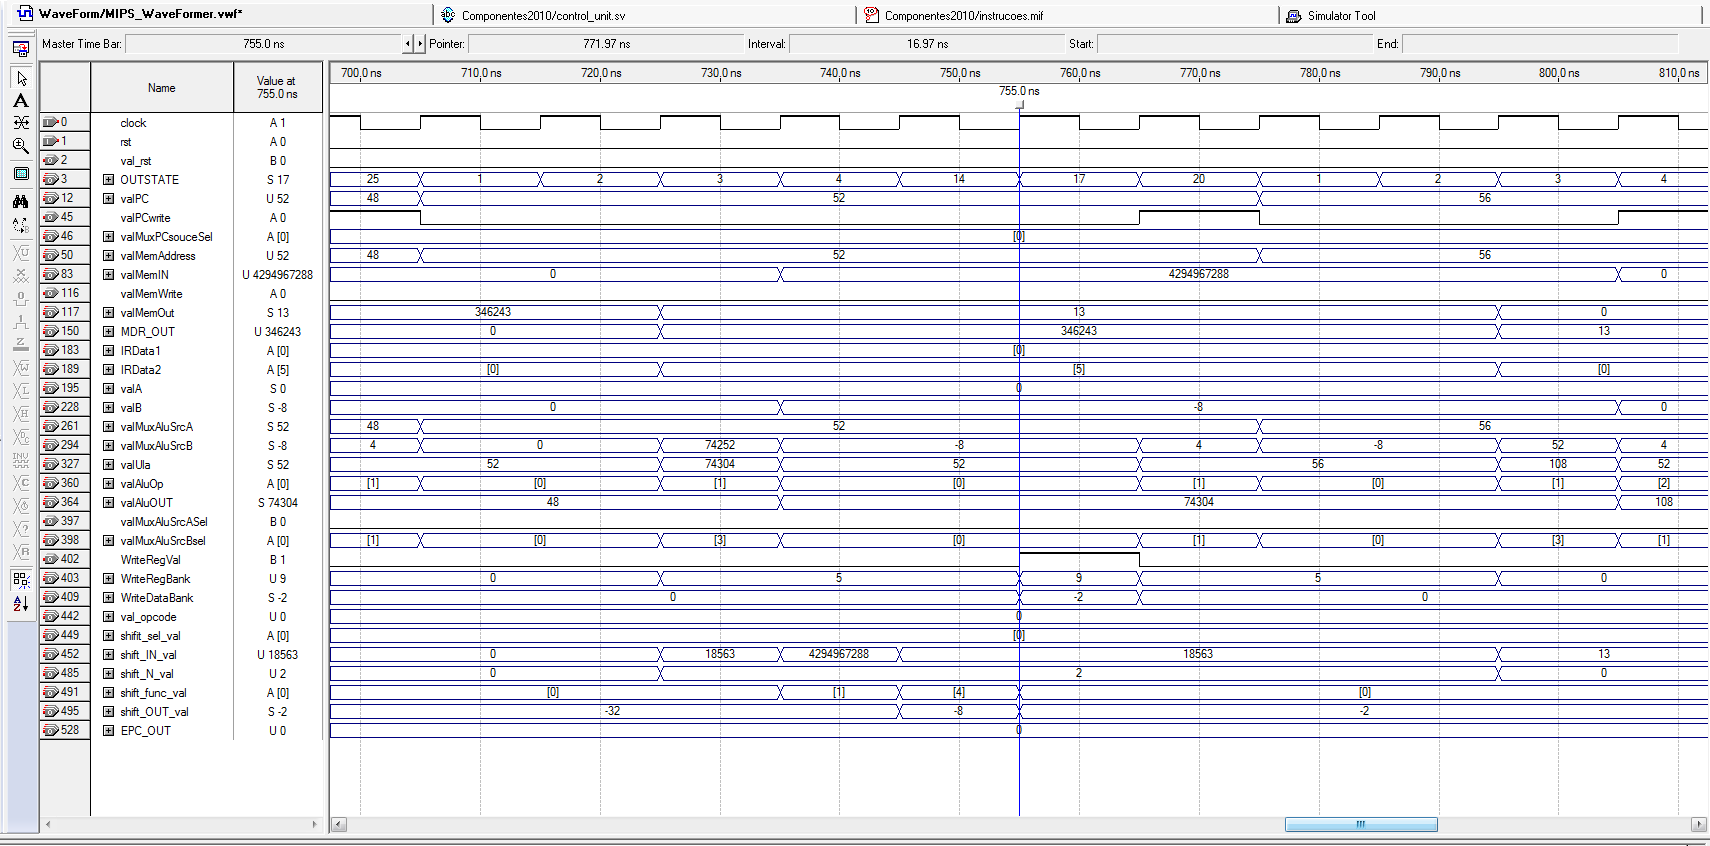 WaveForm/MIPS_WaveFormer.vwf* Componentes2010/control_unit.sv Componentes2010/instrucoes.mif Simulator Tool
Master Time Bar: 755.0 ns Pointer: 771.97 ns Interval: 16.97 ns Start: End:
Name Value at 755.0 ns 700.0 ns 710.0 ns 720.0 ns 730.0 ns 740.0 ns 750.0 ns 760.0 ns 770.0 ns 780.0 ns 790.0 ns 800.0 ns 810.0 ns
755.0 ns
0 clock A 1
1 rst A 0
2 val_rst B 0
3 OUTSTATE S 17 25 1 2 3 4 14 17 20 1 2 3 4
12 valPC U 52 48 52 56
45 valPCwrite A 0
46 valMuxPCsouceSel A [0] [0]
50 valMemAddress U 52 48 52 56
83 valMemIN U 4294967288 0 4294967288 0
116 valMemWrite A 0
117 valMemOut S 13 346243 13 0
150 MDR_OUT U 346243 0 346243 13
183 IRData1 A [0] [0]
189 IRData2 A [5] [0] [5] [0]
195 valA S 0 0
228 valB S -8 0 -8 0
261 valMuxAluSrcA S 52 48 52 56
294 valMuxAluSrcB S -8 4 0 74252 -8 4 -8 52 4
327 valUla S 52 52 74304 52 56 108 52
360 valAluOp A [0] [1] [0] [1] [0] [1] [0] [1] [2]
364 valAluOUT S 74304 48 74304 108
397 valMuxAluSrcASel B 0
398 valMuxAluSrcBsel A [0] [1] [0] [3] [0] [1] [0] [3] [1]
402 WriteRegVal B 1
403 WriteRegBank U 9 0 5 9 5 0
409 WriteDataBank S -2 0 -2 0
442 val_opcode U 0 0
449 shifit_sel_val A [0] [0]
452 shift_IN_val U 18563 0 18563 4294967288 18563 13
485 shift_N_val U 2 0 2 0
491 shift_func_val A [0] [0] [1] [4] [0]
495 shift_OUT_val S -2 -32 -8 -2
528 EPC_OUT U 0 0